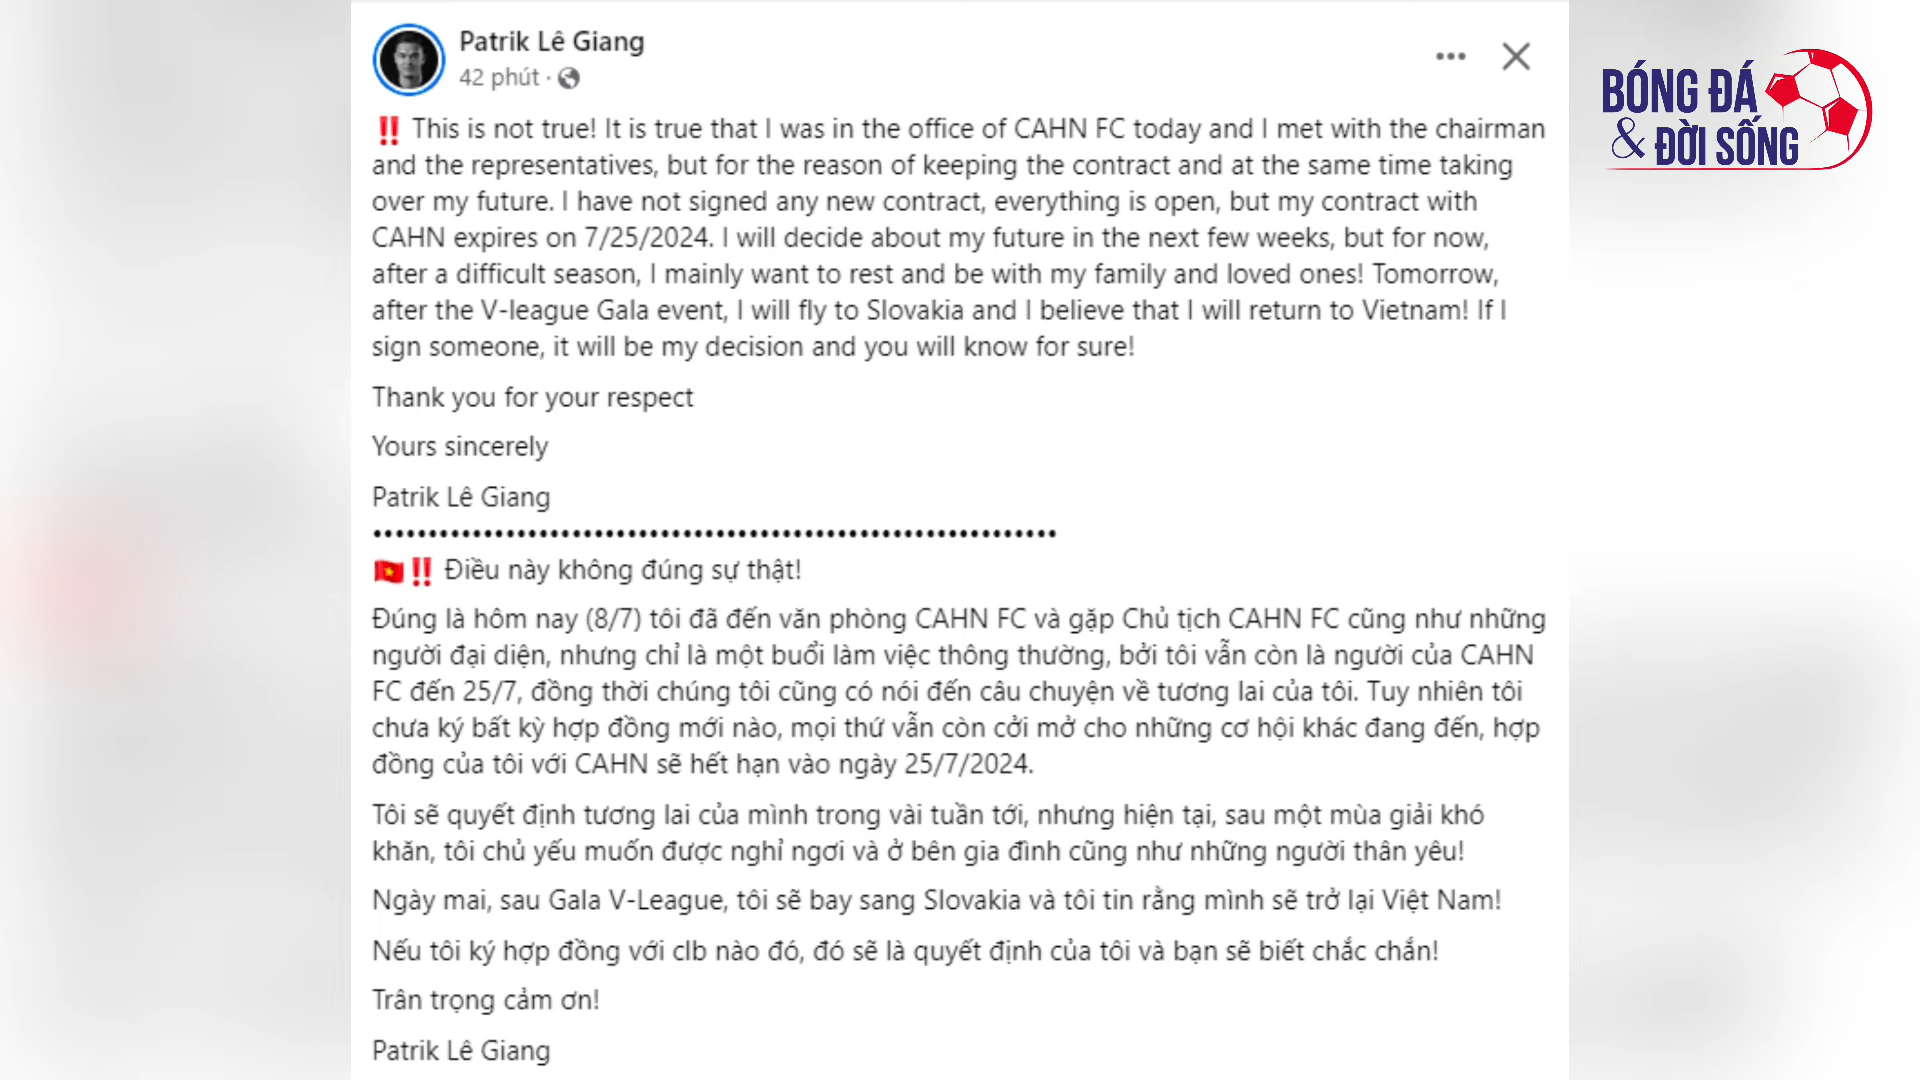 Patrik Lê Giang
42 phút ·
BÓNG ĐÁ
& ĐỜI SỐNG
‼️ This is not true! It is true that I was in the office of CAHN FC today and I met with the chairman
and the representatives, but for the reason of keeping the contract and at the same time taking
over my future. I have not signed any new contract, everything is open, but my contract with
CAHN expires on 7/25/2024. I will decide about my future in the next few weeks, but for now,
after a difficult season, I mainly want to rest and be with my family and loved ones! Tomorrow,
after the V-league Gala event, I will fly to Slovakia and I believe that I will return to Vietnam! If I
sign someone, it will be my decision and you will know for sure!
Thank you for your respect
Yours sincerely
Patrik Lê Giang
••••••••••••••••••••••••••••••••••••••••••••••••••••••••••••••
🇻🇳‼️ Điều này không đúng sự thật!
Đúng là hôm nay (8/7) tôi đã đến văn phòng CAHN FC và gặp Chủ tịch CAHN FC cũng như những
người đại diện, nhưng chỉ là một buổi làm việc thông thường, bởi tôi vẫn còn là người của CAHN
FC đến 25/7, đồng thời chúng tôi cũng có nói đến câu chuyện về tương lai của tôi. Tuy nhiên tôi
chưa ký bất kỳ hợp đồng mới nào, mọi thứ vẫn còn cởi mở cho những cơ hội khác đang đến, hợp
đồng của tôi với CAHN sẽ hết hạn vào ngày 25/7/2024.
Tôi sẽ quyết định tương lai của mình trong vài tuần tới, nhưng hiện tại, sau một mùa giải khó
khăn, tôi chủ yếu muốn được nghỉ ngơi và ở bên gia đình cũng như những người thân yêu!
Ngày mai, sau Gala V-League, tôi sẽ bay sang Slovakia và tôi tin rằng mình sẽ trở lại Việt Nam!
Nếu tôi ký hợp đồng với clb nào đó, đó sẽ là quyết định của tôi và bạn sẽ biết chắc chắn!
Trân trọng cảm ơn!
Patrik Lê Giang